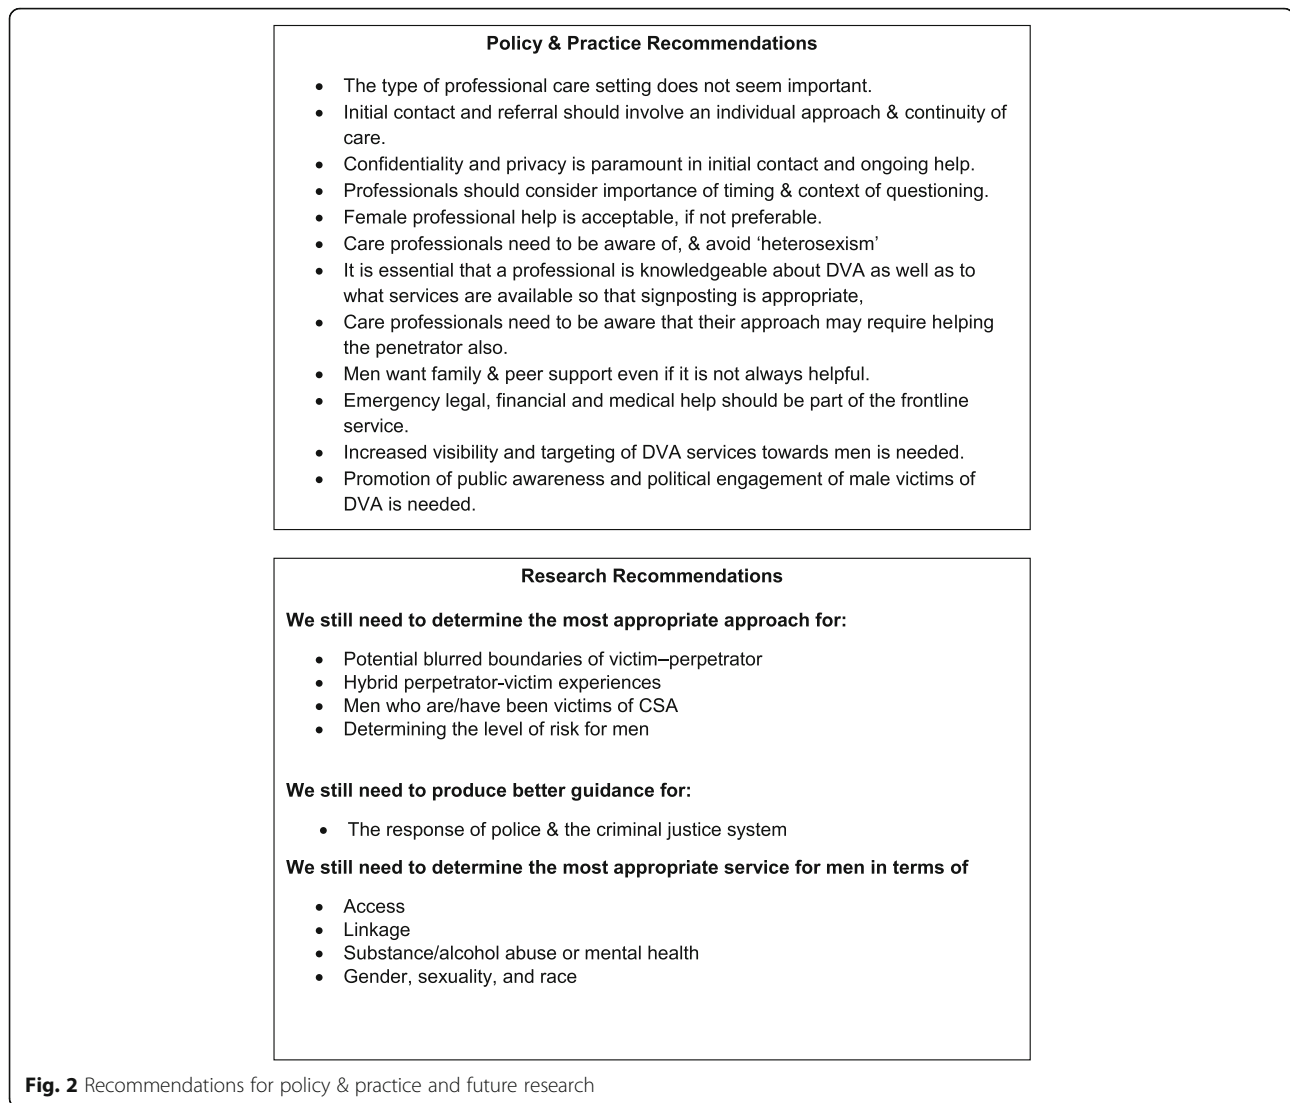 Policy & Practice Recommendations
• The type of professional care setting does not seem important.
• Initial contact and referral should involve an individual approach & continuity of
care.
• Confidentiality and privacy is paramount in initial contact and ongoing help.
• Professionals should consider importance of timing & context of questioning.
• Female professional help is acceptable, if not preferable.
• Care professionals need to be aware of, & avoid ‘heterosexism’
• It is essential that a professional is knowledgeable about DVA as well as to
what services are available so that signposting is appropriate,
• Care professionals need to be aware that their approach may require helping
the penetrator also.
• Men want family & peer support even if it is not always helpful.
• Emergency legal, financial and medical help should be part of the frontline
service.
• Increased visibility and targeting of DVA services towards men is needed.
• Promotion of public awareness and political engagement of male victims of
DVA is needed.
Research Recommendations
We still need to determine the most appropriate approach for:
• Potential blurred boundaries of victim–perpetrator
• Hybrid perpetrator-victim experiences
• Men who are/have been victims of CSA
• Determining the level of risk for men
We still need to produce better guidance for:
• The response of police & the criminal justice system
We still need to determine the most appropriate service for men in terms of
• Access
• Linkage
• Substance/alcohol abuse or mental health
• Gender, sexuality, and race
Fig. 2 Recommendations for policy & practice and future research